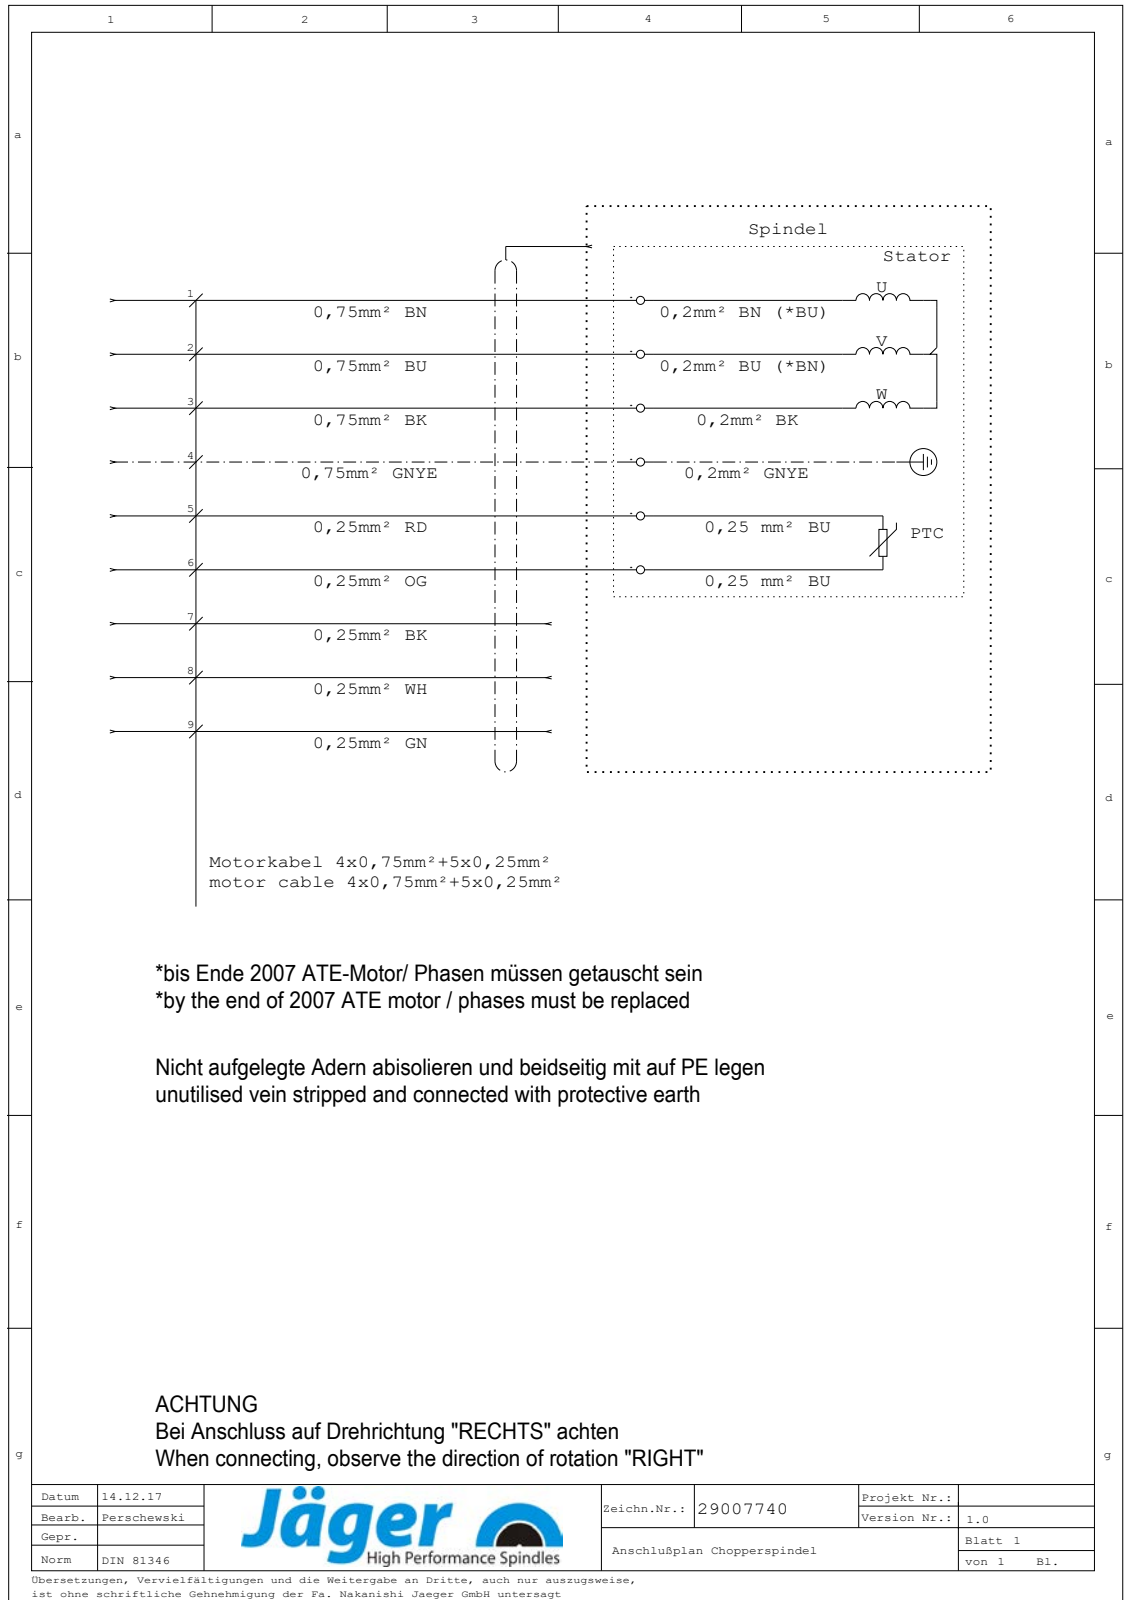 1 2 3 4 5 6
a a
Spindel
Stator
1 0,75mm² BN 0,2mm² BN (*BU) U
b b
2 0,75mm² BU 0,2mm² BU (*BN) V
3 0,75mm² BK 0,2mm² BK W
4 0,75mm² GNYE 0,2mm² GNYE
5 0,25mm² RD 0,25 mm² BU
PTC
c c
6 0,25mm² OG 0,25 mm² BU
7 0,25mm² BK
8 0,25mm² WH
9 0,25mm² GN
d d
Motorkabel 4x0,75mm²+5x0,25mm²
motor cable 4x0,75mm²+5x0,25mm²
*bis Ende 2007 ATE-Motor/ Phasen müssen getauscht sein
*by the end of 2007 ATE motor / phases must be replaced
e e
Nicht aufgelegte Adern abisolieren und beidseitig mit auf PE legen
unutilised vein stripped and connected with protective earth
f f
ACHTUNG
Bei Anschluss auf Drehrichtung "RECHTS" achten
When connecting, observe the direction of rotation "RIGHT"
g g
Datum 14.12.17
Bearb. Perschewski
Gepr.
Norm DIN 81346
Jäger
High Performance Spindles
Zeichn.Nr.: 29007740
Anschlußplan Chopperspindel
Projekt Nr.:
Version Nr.: 1.0
Blatt 1
von 1 Bl.
Übersetzungen, Vervielfältigungen und die Weitergabe an Dritte, auch nur auszugsweise,
ist ohne schriftliche Gehnehmigung der Fa. Nakanishi Jaeger GmbH untersagt